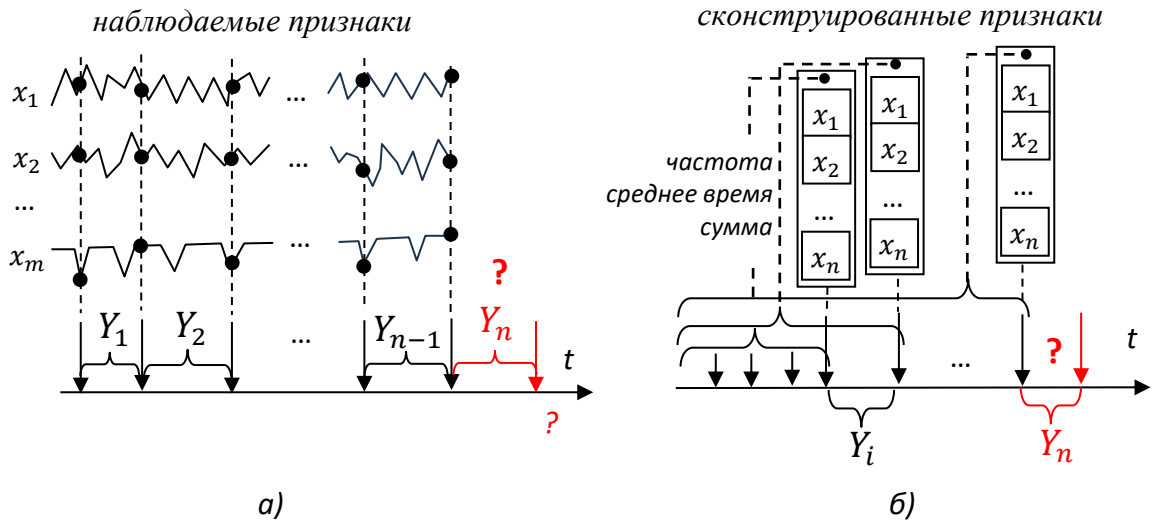 наблюдаемые признаки
x₁
...
x₂
...
...
xₘ
...
?
Y₁
Y₂
...
Yₙ₋₁
Yₙ
t
?
а)
сконструированные признаки
x₁
x₂
...
xₙ
x₁
x₂
...
xₙ
x₁
x₂
...
xₙ
частота
среднее время
сумма
...
?
t
Yᵢ
Yₙ
б)